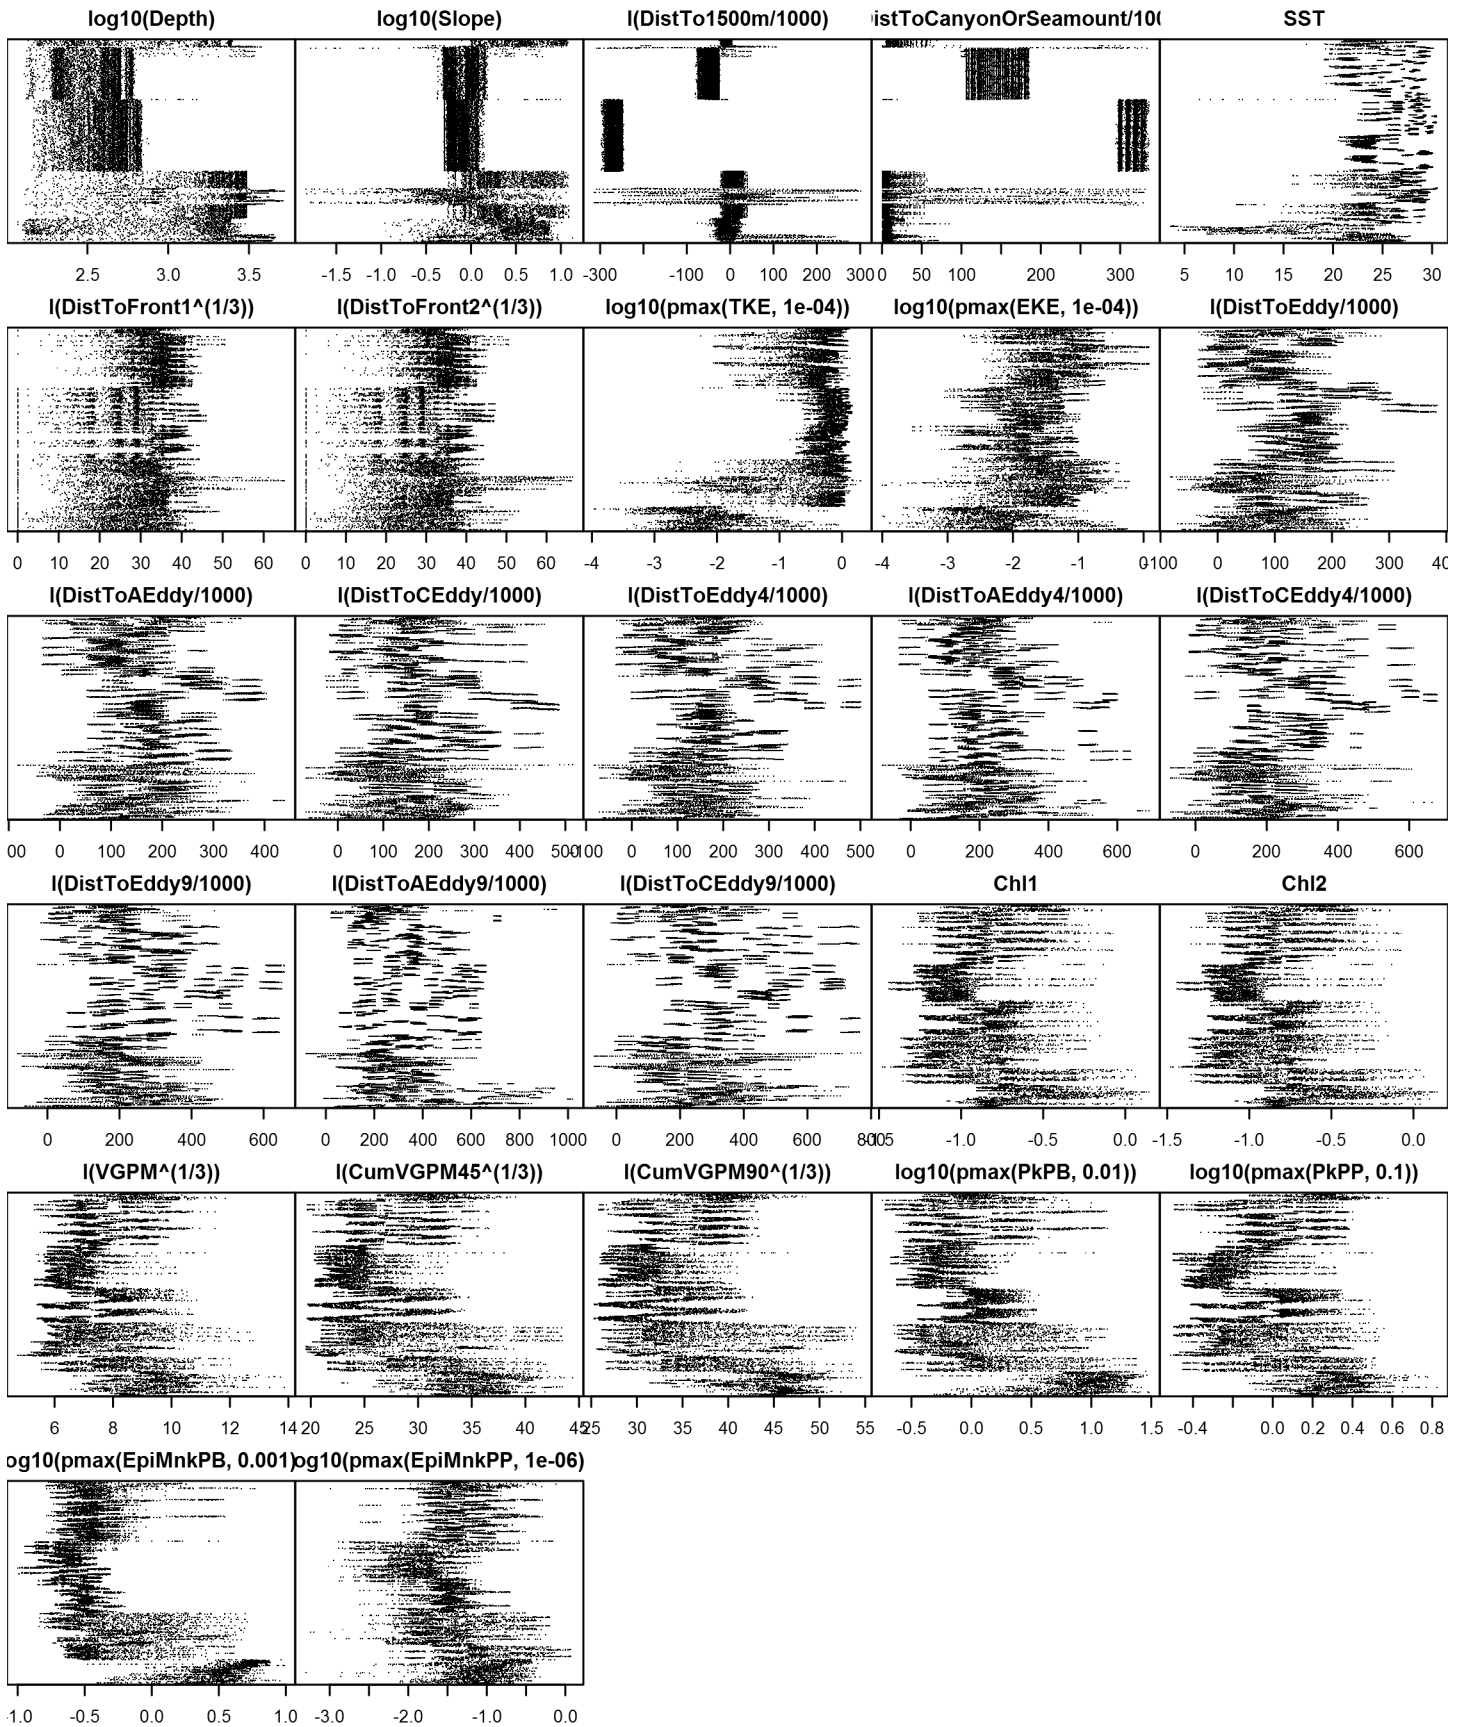 log10(Depth) log10(Slope) I(DistTo1500m/1000) istToCanyonOrSeamount/100 SST
2.5 3.0 3.5 -1.5 -1.0 -0.5 0.0 0.5 1.0 -300 -100 0 100 200 300 0 50 100 200 300 5 10 15 20 25 30
I(DistToFront1^(1/3)) I(DistToFront2^(1/3)) log10(pmax(TKE, 1e-04)) log10(pmax(EKE, 1e-04)) I(DistToEddy/1000)
0 10 20 30 40 50 60 0 10 20 30 40 50 60 -4 -3 -2 -1 0 -4 -3 -2 -1 0 -100 0 100 200 300 40
I(DistToAEddy/1000) I(DistToCEddy/1000) I(DistToEddy4/1000) I(DistToAEddy4/1000) I(DistToCEddy4/1000)
00 0 100 200 300 400 0 100 200 300 400 500 -100 0 100 200 300 400 500 0 200 400 600 0 200 400 600
I(DistToEddy9/1000) I(DistToAEddy9/1000) I(DistToCEddy9/1000) Chl1 Chl2
0 200 400 600 0 200 400 600 800 1000 0 200 400 600 800 -1.0 -0.5 0.0 -1.5 -1.0 -0.5 0.0
I(VGPM^(1/3)) I(CumVGPM45^(1/3)) I(CumVGPM90^(1/3)) log10(pmax(PkPB, 0.01)) log10(pmax(PkPP, 0.1))
6 8 10 12 14 20 25 30 35 40 45 25 30 35 40 45 50 55 -0.5 0.0 0.5 1.0 1.5 -0.4 0.0 0.2 0.4 0.6 0.8
og10(pmax(EpiMnkPB, 0.001) og10(pmax(EpiMnkPP, 1e-06)
-1.0 -0.5 0.0 0.5 1.0 -3.0 -2.0 -1.0 0.0